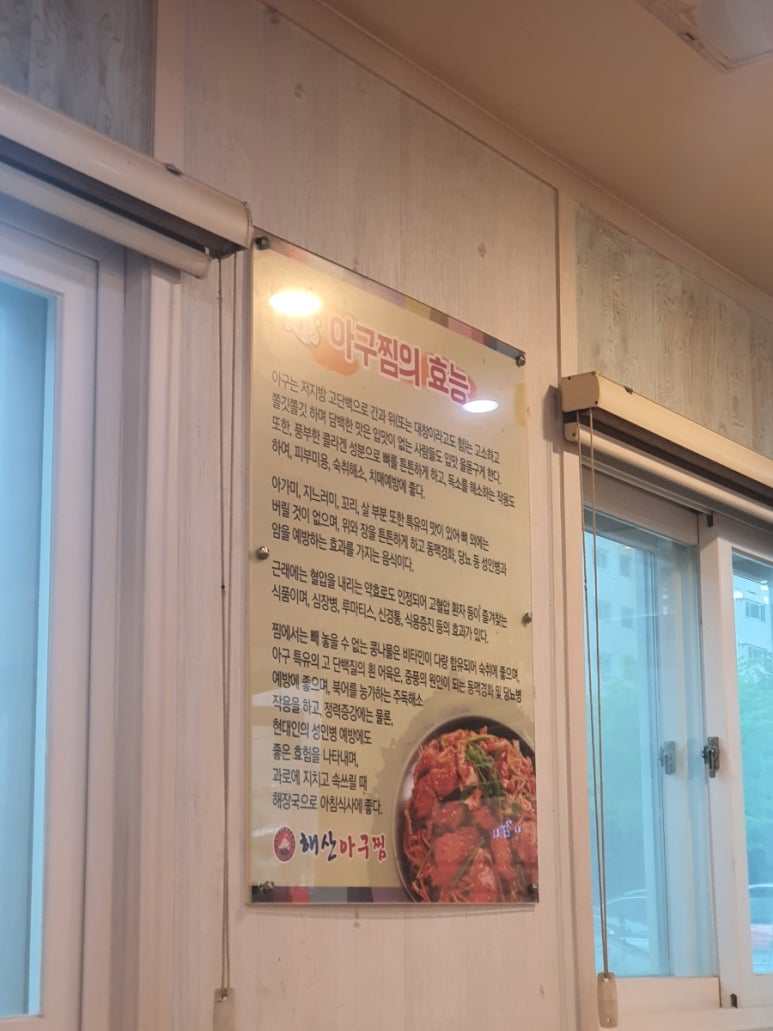 아구찜의 효능
아구는 저지방 고단백으로 간과 위(또는 대창이라고도 함)는 고소하고
쫄깃쫄깃 하며 담백한 맛은 입맛이 없는 사람들도 입맛 을돋구게 한다.
또한, 풍부한 콜라겐 성분으로 뼈를 튼튼하게 하고, 독소를 해소하는 작용도
하여, 피부미용, 숙취해소, 치매예방에 좋다.
아가미, 지느러미, 꼬리, 살 부분 또한 특유의 맛이 있어 뼈 외에는
버릴 것이 없으며, 위와 장을 튼튼하게 하고 동맥경화, 당뇨 등 성인병과
암을 예방하는 효과를 가지는 음식이다.
근래에는 혈압을 내리는 약효로도 인정되어 고혈압 환자 등이 즐겨찾는
식품이며, 심장병, 루마티스, 신경통, 식용증진 등의 효과가 있다.
찜에서는 빼 놓을 수 없는 콩나물은 비타민이 다량 함유되어 숙취에 좋으며,
아구 특유의 고 단백질의 흰 어육은, 중풍의 원인이 되는 동맥경화 및 당뇨병
예방에 좋으며, 북어를 능가하는 주독해소
작용을 하고, 정력증강에는 물론,
현대인의 성인병 예방에도
좋은 효험을 나타내며,
과로에 지치고 속쓰릴 때
해장국으로 아침식사에 좋다.
해산아구찜